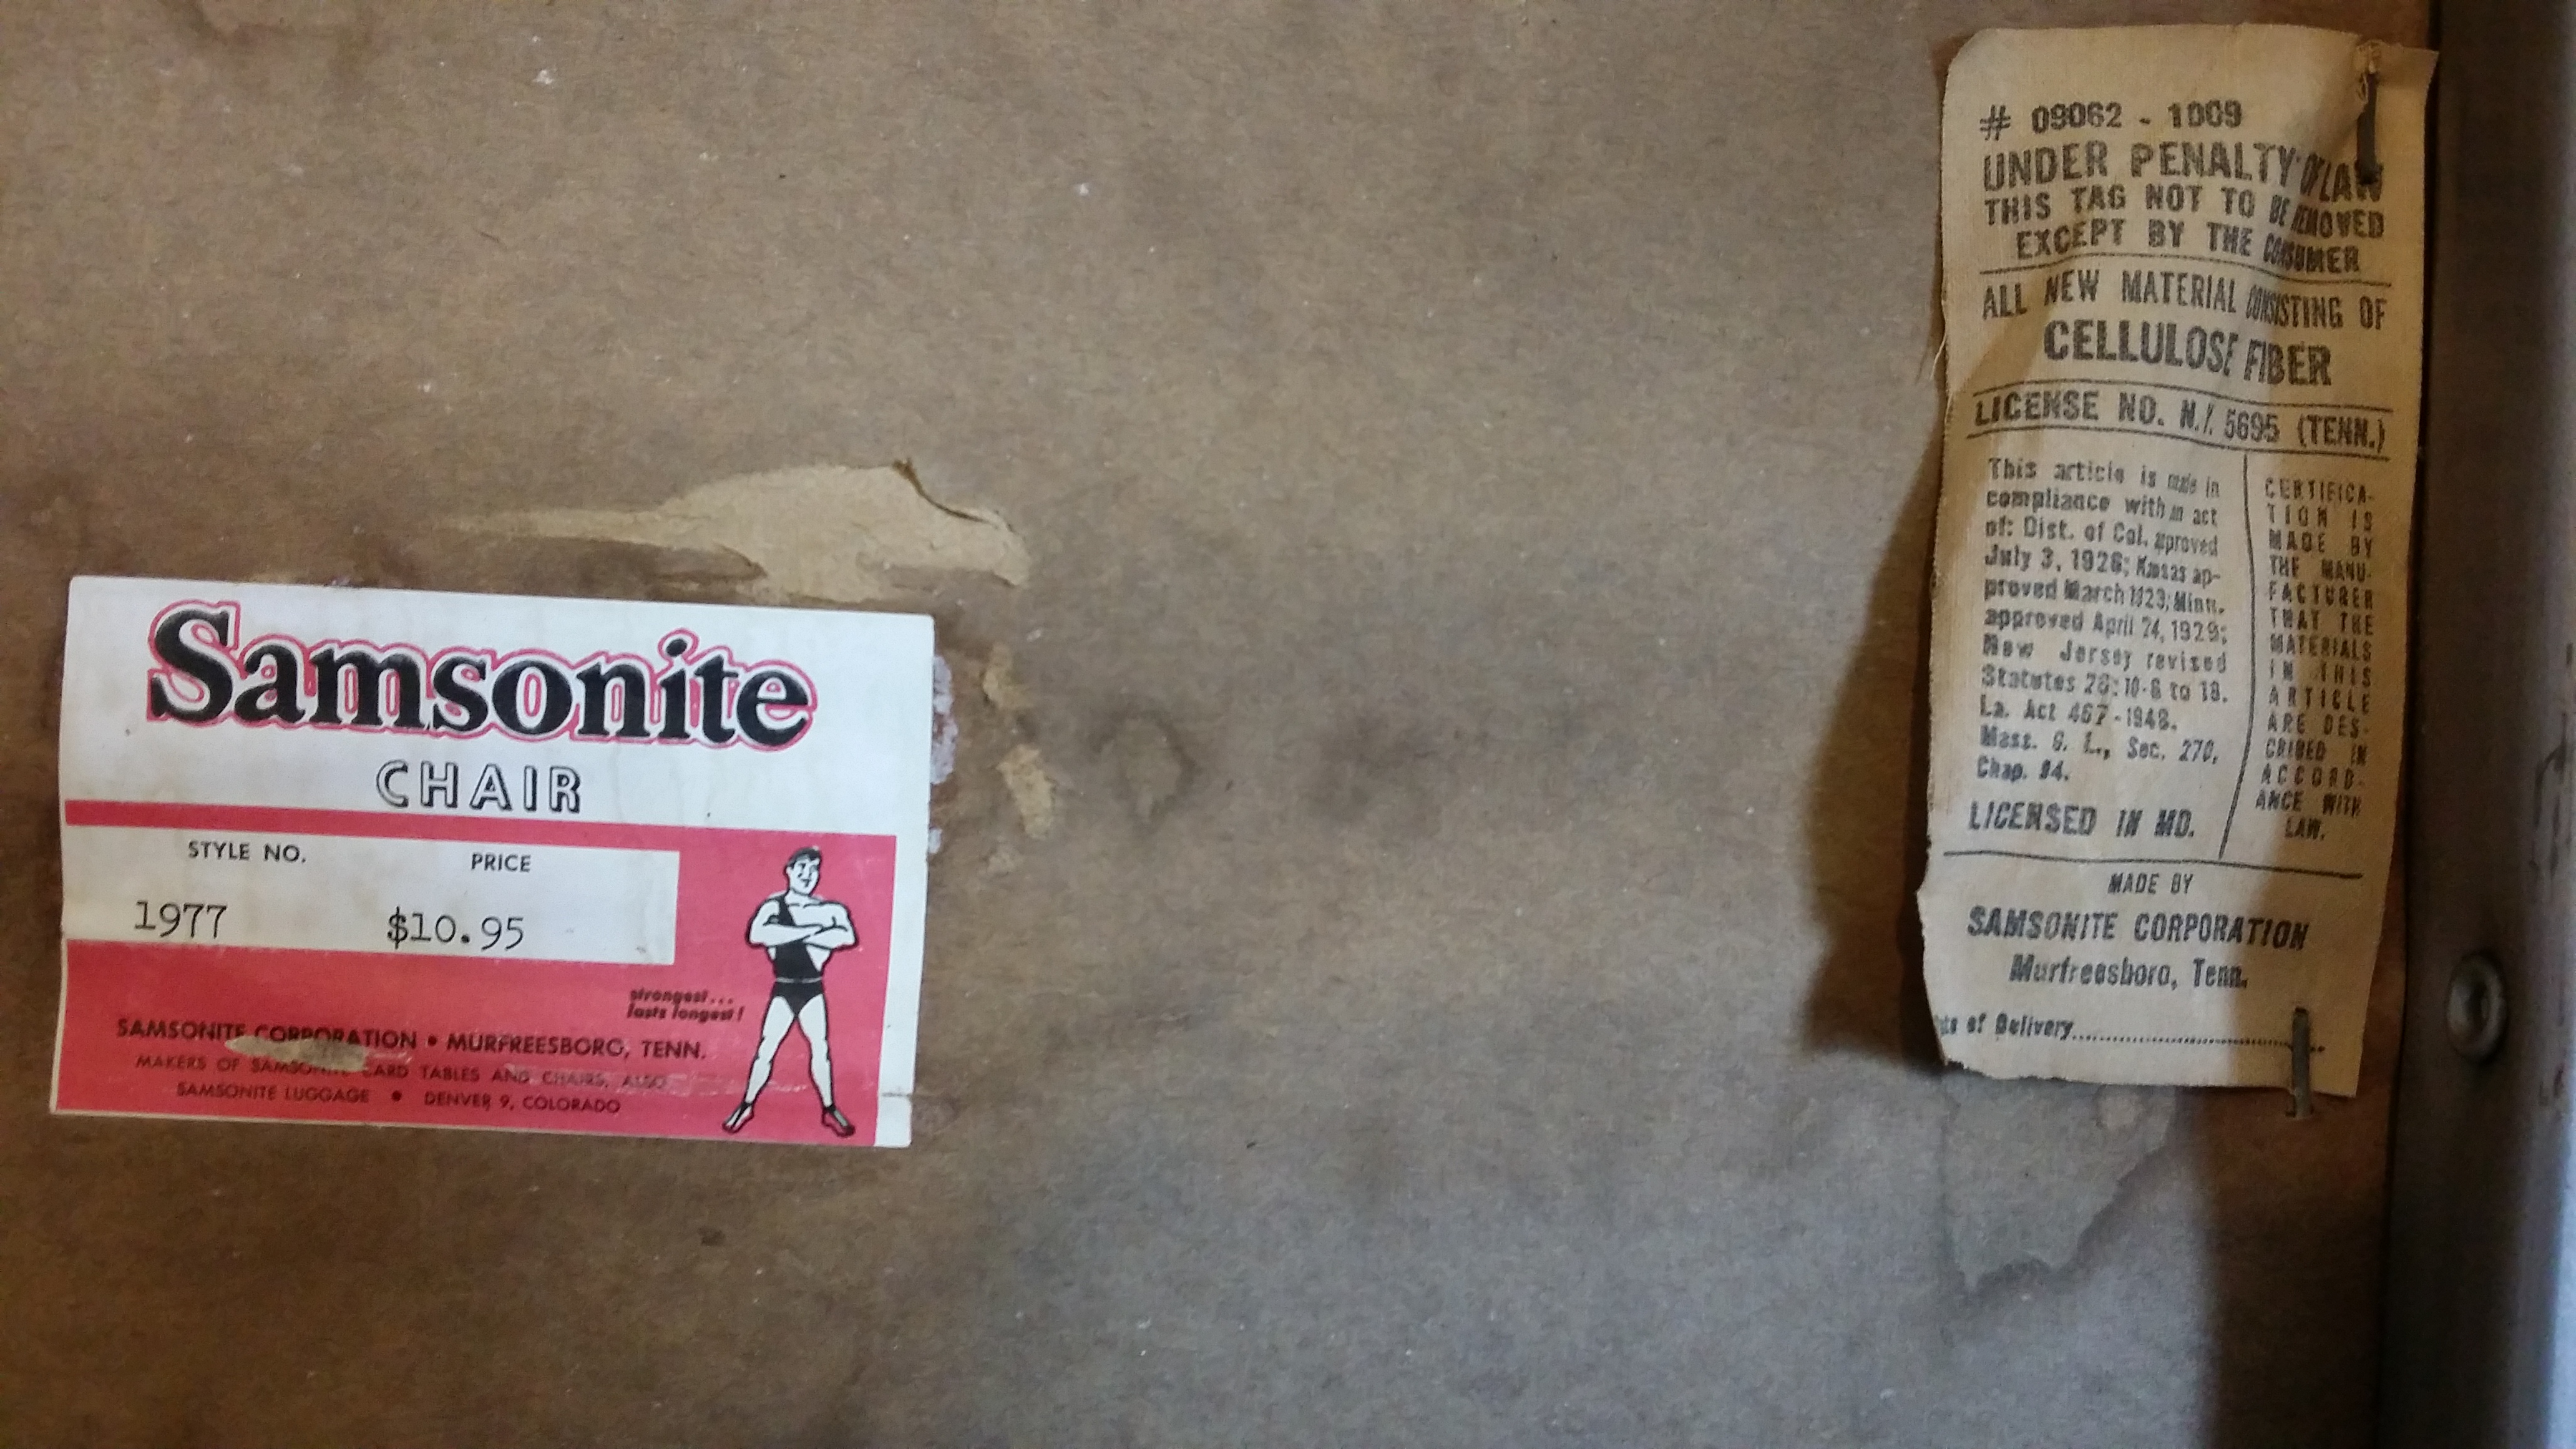 Samsonite
CHAIR
STYLE NO. PRICE
1977 $10.95
strongest...
lasts longest!
SAMSONITE CORPORATION • MURFREESBORO, TENN.
MAKERS OF SAMSONITE CARD TABLES AND CHAIRS, ALSO
SAMSONITE LUGGAGE • DENVER 9, COLORADO
# 09062 - 1009
UNDER PENALTY OF LAW
THIS TAG NOT TO BE REMOVED
EXCEPT BY THE CONSUMER
ALL NEW MATERIAL CONSISTING OF
CELLULOSE FIBER
LICENSE NO. N.Y. 5695 (TENN.)
This article is made in
compliance with an act
of: Dist. of Col. approved
July 3, 1926; Kansas ap-
proved March 1923; Minn.
approved April 24, 1929;
New Jersey revised
Statutes 26:10-6 to 18.
La. Act 467-1948.
Mass. G. L., Sec. 270,
Chap. 94.
LICENSED IN MD.
CERTIFICA-
TION IS
MADE BY
THE MANU-
FACTURER
THAT THE
MATERIALS
IN THIS
ARTICLE
ARE DES-
CRIBED IN
ACCORD-
ANCE WITH
LAW.
MADE BY
SAMSONITE CORPORATION
Murfreesboro, Tenn.
of Delivery